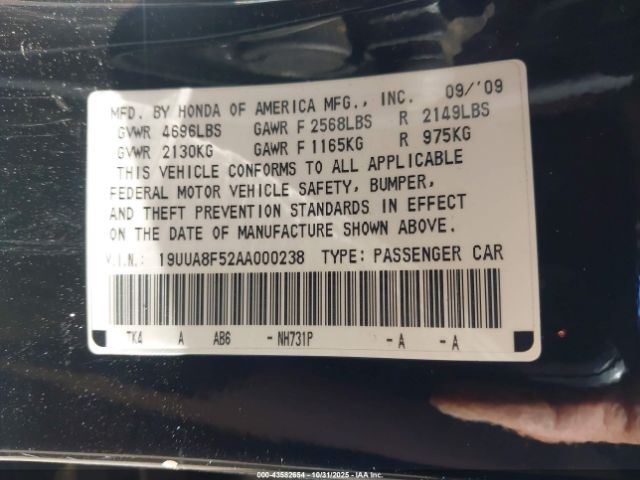 MFD. BY HONDA OF AMERICA MFG., INC. 09/'09
GVWR 4696LBS GAWR F 2568LBS R 2149LBS
GVWR 2130KG GAWR F 1165KG R 975KG
THIS VEHICLE CONFORMS TO ALL APPLICABLE
FEDERAL MOTOR VEHICLE SAFETY, BUMPER,
AND THEFT PREVENTION STANDARDS IN EFFECT
ON THE DATE OF MANUFACTURE SHOWN ABOVE.
V.I.N.: 19UUA8F52AA000238 TYPE: PASSENGER CAR
TK4 A AB6 - NH731P - A - A
000-43582654 | 10/31/2025 | IAA Inc.